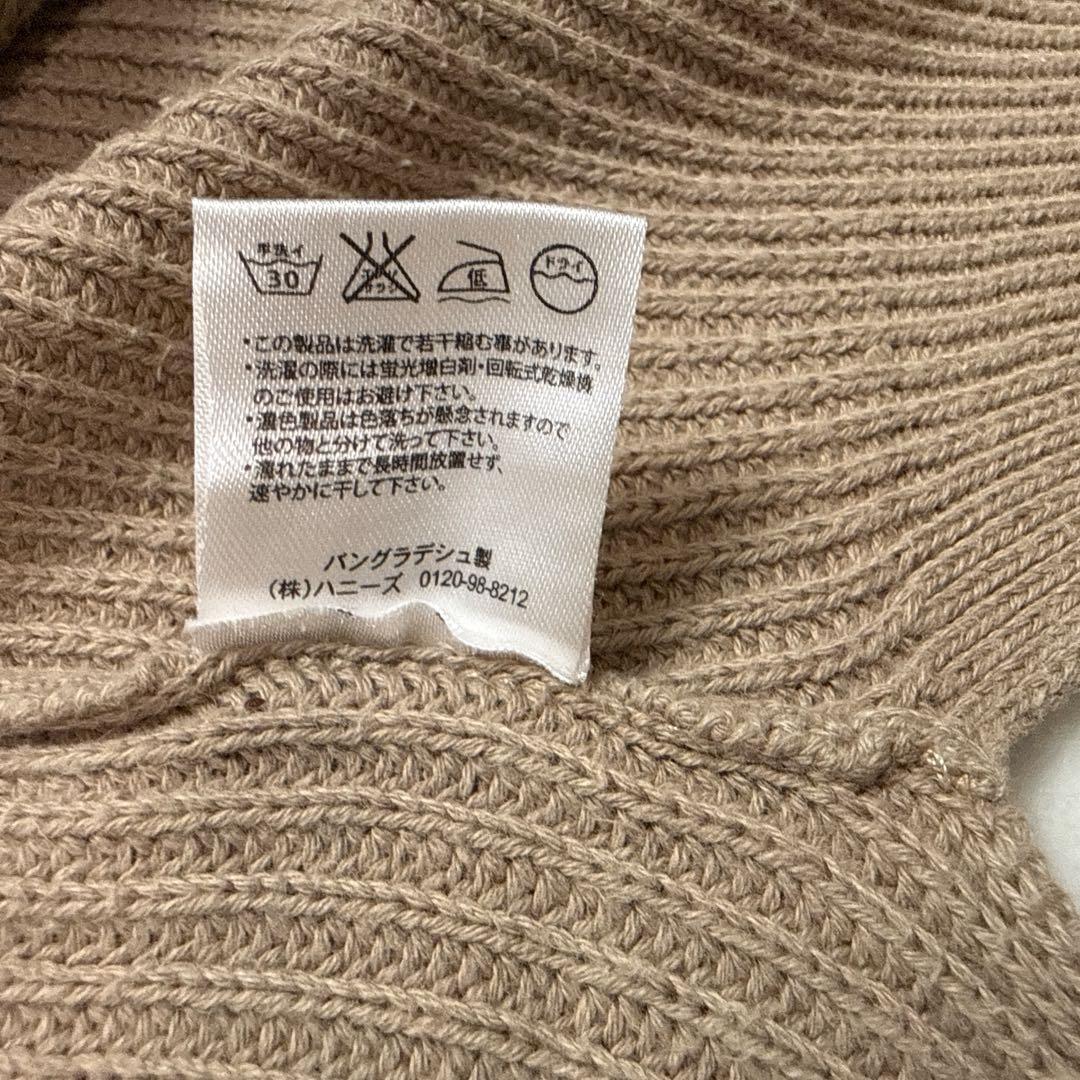 手洗イ
30
エンソ
サラシ
低
ドライ
・この製品は洗濯で若干縮む事があります。
・洗濯の際には蛍光増白剤・回転式乾燥機
のご使用はお避け下さい。
・濃色製品は色落ちが懸念されますので
他の物と分けて洗って下さい。
・濡れたままで長時間放置せず、
速やかに干して下さい。
バングラデシュ製
(株)ハニーズ 0120-98-8212